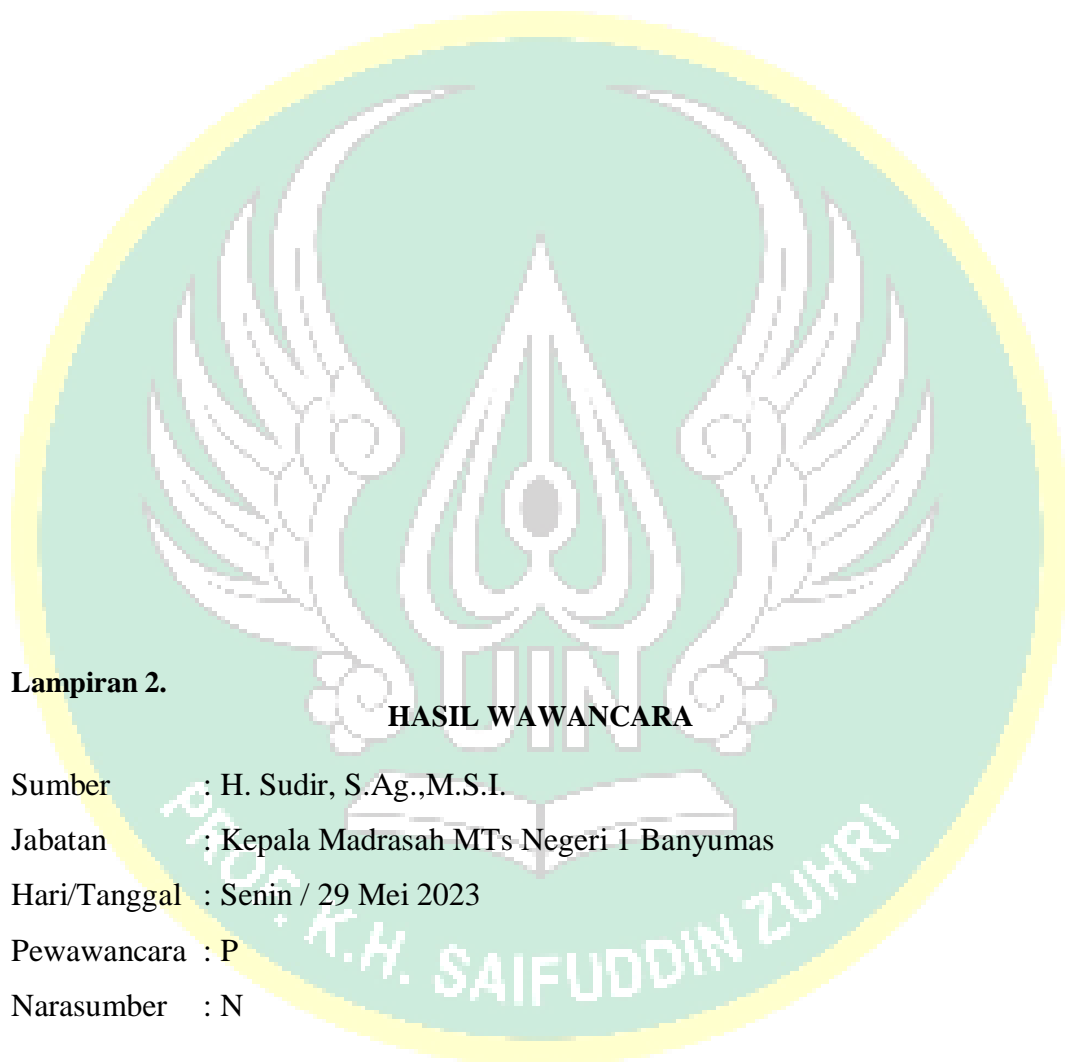 Lampiran 2.
HASIL WAWANCARA
Sumber : H. Sudir, S.Ag.,M.S.I.
Jabatan : Kepala Madrasah MTs Negeri 1 Banyumas
Hari/Tanggal : Senin / 29 Mei 2023
Pewawancara : P
Narasumber : N
UIN
PROF. K.H. SAIFUDDIN ZUHRI